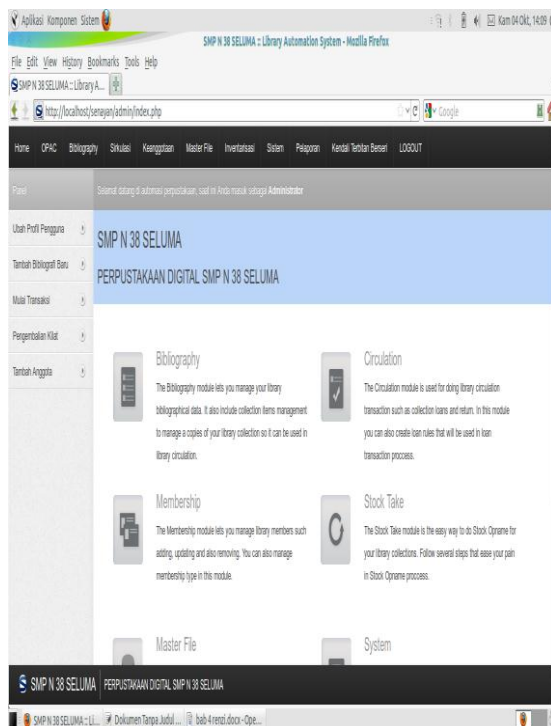 Aplikasi Komponen Sistem
Kam 04 Okt, 14:09
SMP N 38 SELUMA :: Library Automation System - Mozilla Firefox
File Edit View History Bookmarks Tools Help
SMP N 38 SELUMA :: Library A...
http://localhost/senayan/admin/index.php
Google
Home OPAC Bibliography Sirkulasi Keanggotaan Master File Inventarisasi Sistem Pelaporan Kendali Terbitan Berseri LOGOUT
Panel
Selamat datang di automasi perpustakaan, saat ini Anda masuk sebagai Administrator
Ubah Profil Pengguna
Tambah Bibliografi Baru
Mulai Transaksi
Pengembalian Kilat
Tambah Anggota
SMP N 38 SELUMA
PERPUSTAKAAN DIGITAL SMP N 38 SELUMA
Bibliography
The Bibliography module lets you manage your library
bibliographical data. It also include collection items management
to manage a copies of your library collection so it can be used in
library circulation.
Circulation
The Circulation module is used for doing library circulation
transaction such as collection loans and return. In this module
you can also create loan rules that will be used in loan
transaction proccess.
Membership
The Membership module lets you manage library members such
adding, updating and also removing. You can also manage
membership type in this module.
Stock Take
The Stock Take module is the easy way to do Stock Opname for
your library collections. Follow several steps that ease your pain
in Stock Opname proccess.
Master File
System
SMP N 38 SELUMA PERPUSTAKAAN DIGITAL SMP N 38 SELUMA
SMP N 38 SELUMA :: Li... Dokumen Tanpa Judul ... bab 4 renzi.docx - Ope...